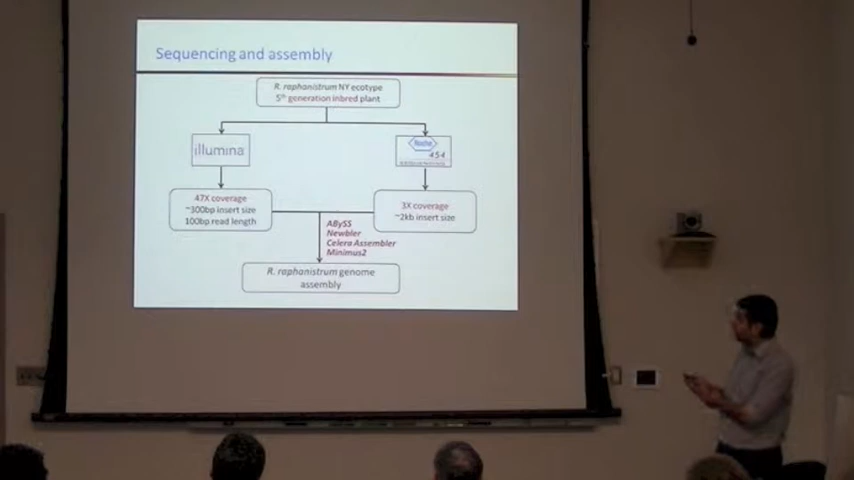 Sequencing and assembly
R. raphanistrum NY ecotype
5th generation inbred plant
illumina
Roche
454
47X coverage
~300bp insert size
100bp read length
3X coverage
~2kb insert size
ABySS
Newbler
Celera Assembler
Minimus2
R. raphanistrum genome
assembly